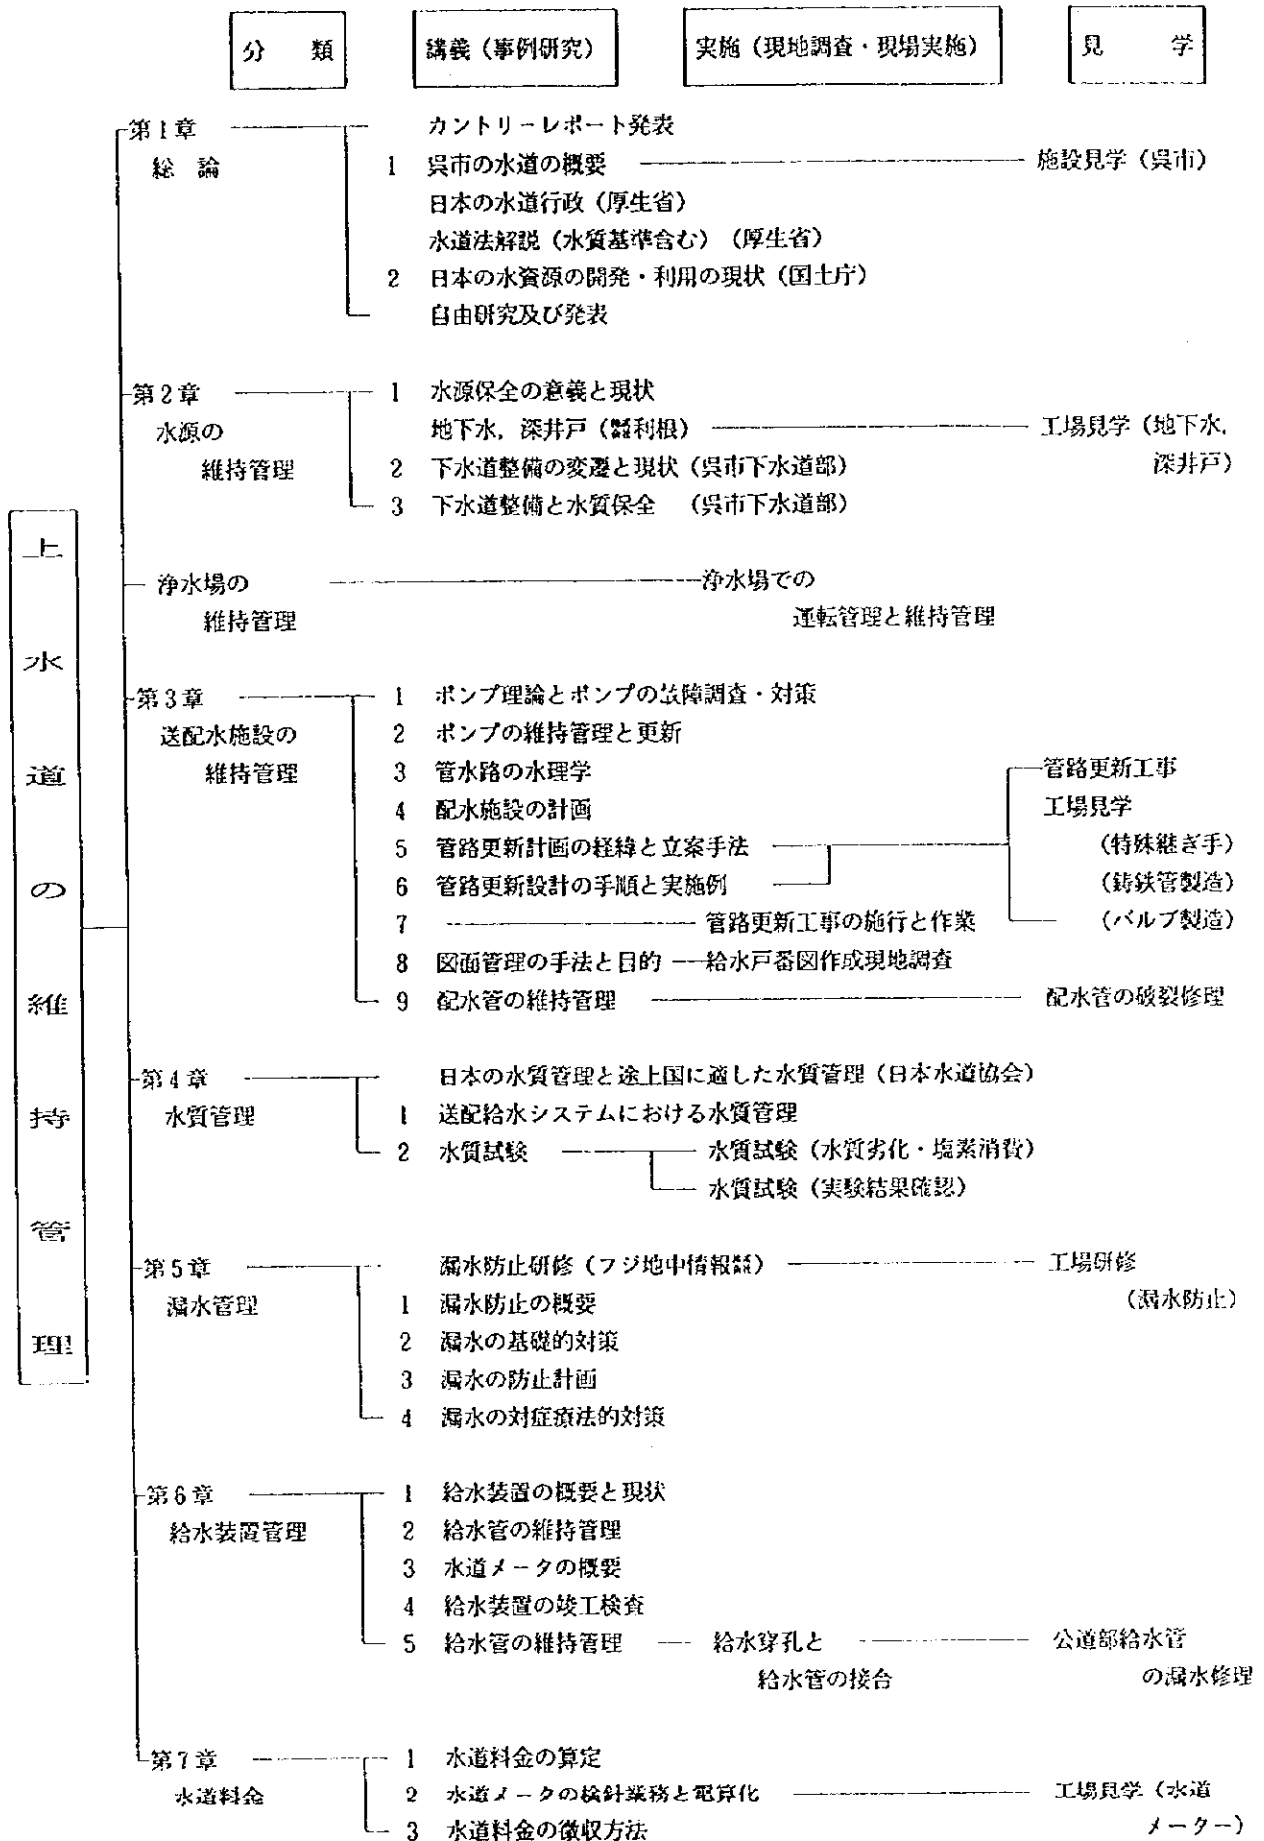 分　類
講義（事例研究）
実施（現地調査・現場実施）
見　学
上水道の維持管理
第1章
総　論
カントリーレポート発表
1　呉市の水道の概要
施設見学（呉市）
日本の水道行政（厚生省）
水道法解説（水質基準含む）（厚生省）
2　日本の水資源の開発・利用の現状（国土庁）
自由研究及び発表
第2章
水源の
維持管理
1　水源保全の意義と現状
地下水，深井戸（㈱利根）
工場見学（地下水，
深井戸）
2　下水道整備の変遷と現状（呉市下水道部）
3　下水道整備と水質保全　（呉市下水道部）
浄水場の
維持管理
浄水場での
運転管理と維持管理
第3章
送配水施設の
維持管理
1　ポンプ理論とポンプの故障調査・対策
2　ポンプの維持管理と更新
3　管水路の水理学
4　配水施設の計画
5　管路更新計画の経緯と立案手法
6　管路更新設計の手順と実施例
管路更新工事
工場見学
（特殊継ぎ手）
（鋳鉄管製造）
（バルブ製造）
7　管路更新工事の施行と作業
8　図面管理の手法と目的
給水戸番図作成現地調査
9　配水管の維持管理
配水管の破裂修理
第4章
水質管理
日本の水質管理と途上国に適した水質管理（日本水道協会）
1　送配給水システムにおける水質管理
2　水質試験
水質試験（水質劣化・塩素消費）
水質試験（実験結果確認）
第5章
漏水管理
漏水防止研修（フジ地中情報㈱）
工場研修
（漏水防止）
1　漏水防止の概要
2　漏水の基礎的対策
3　漏水の防止計画
4　漏水の対症療法的対策
第6章
給水装置管理
1　給水装置の概要と現状
2　給水管の維持管理
3　水道メータの概要
4　給水装置の竣工検査
5　給水管の維持管理
給水穿孔と
給水管の接合
公道部給水管
の漏水修理
第7章
水道料金
1　水道料金の算定
2　水道メータの検針業務と電算化
工場見学（水道
メーター）
3　水道料金の徴収方法